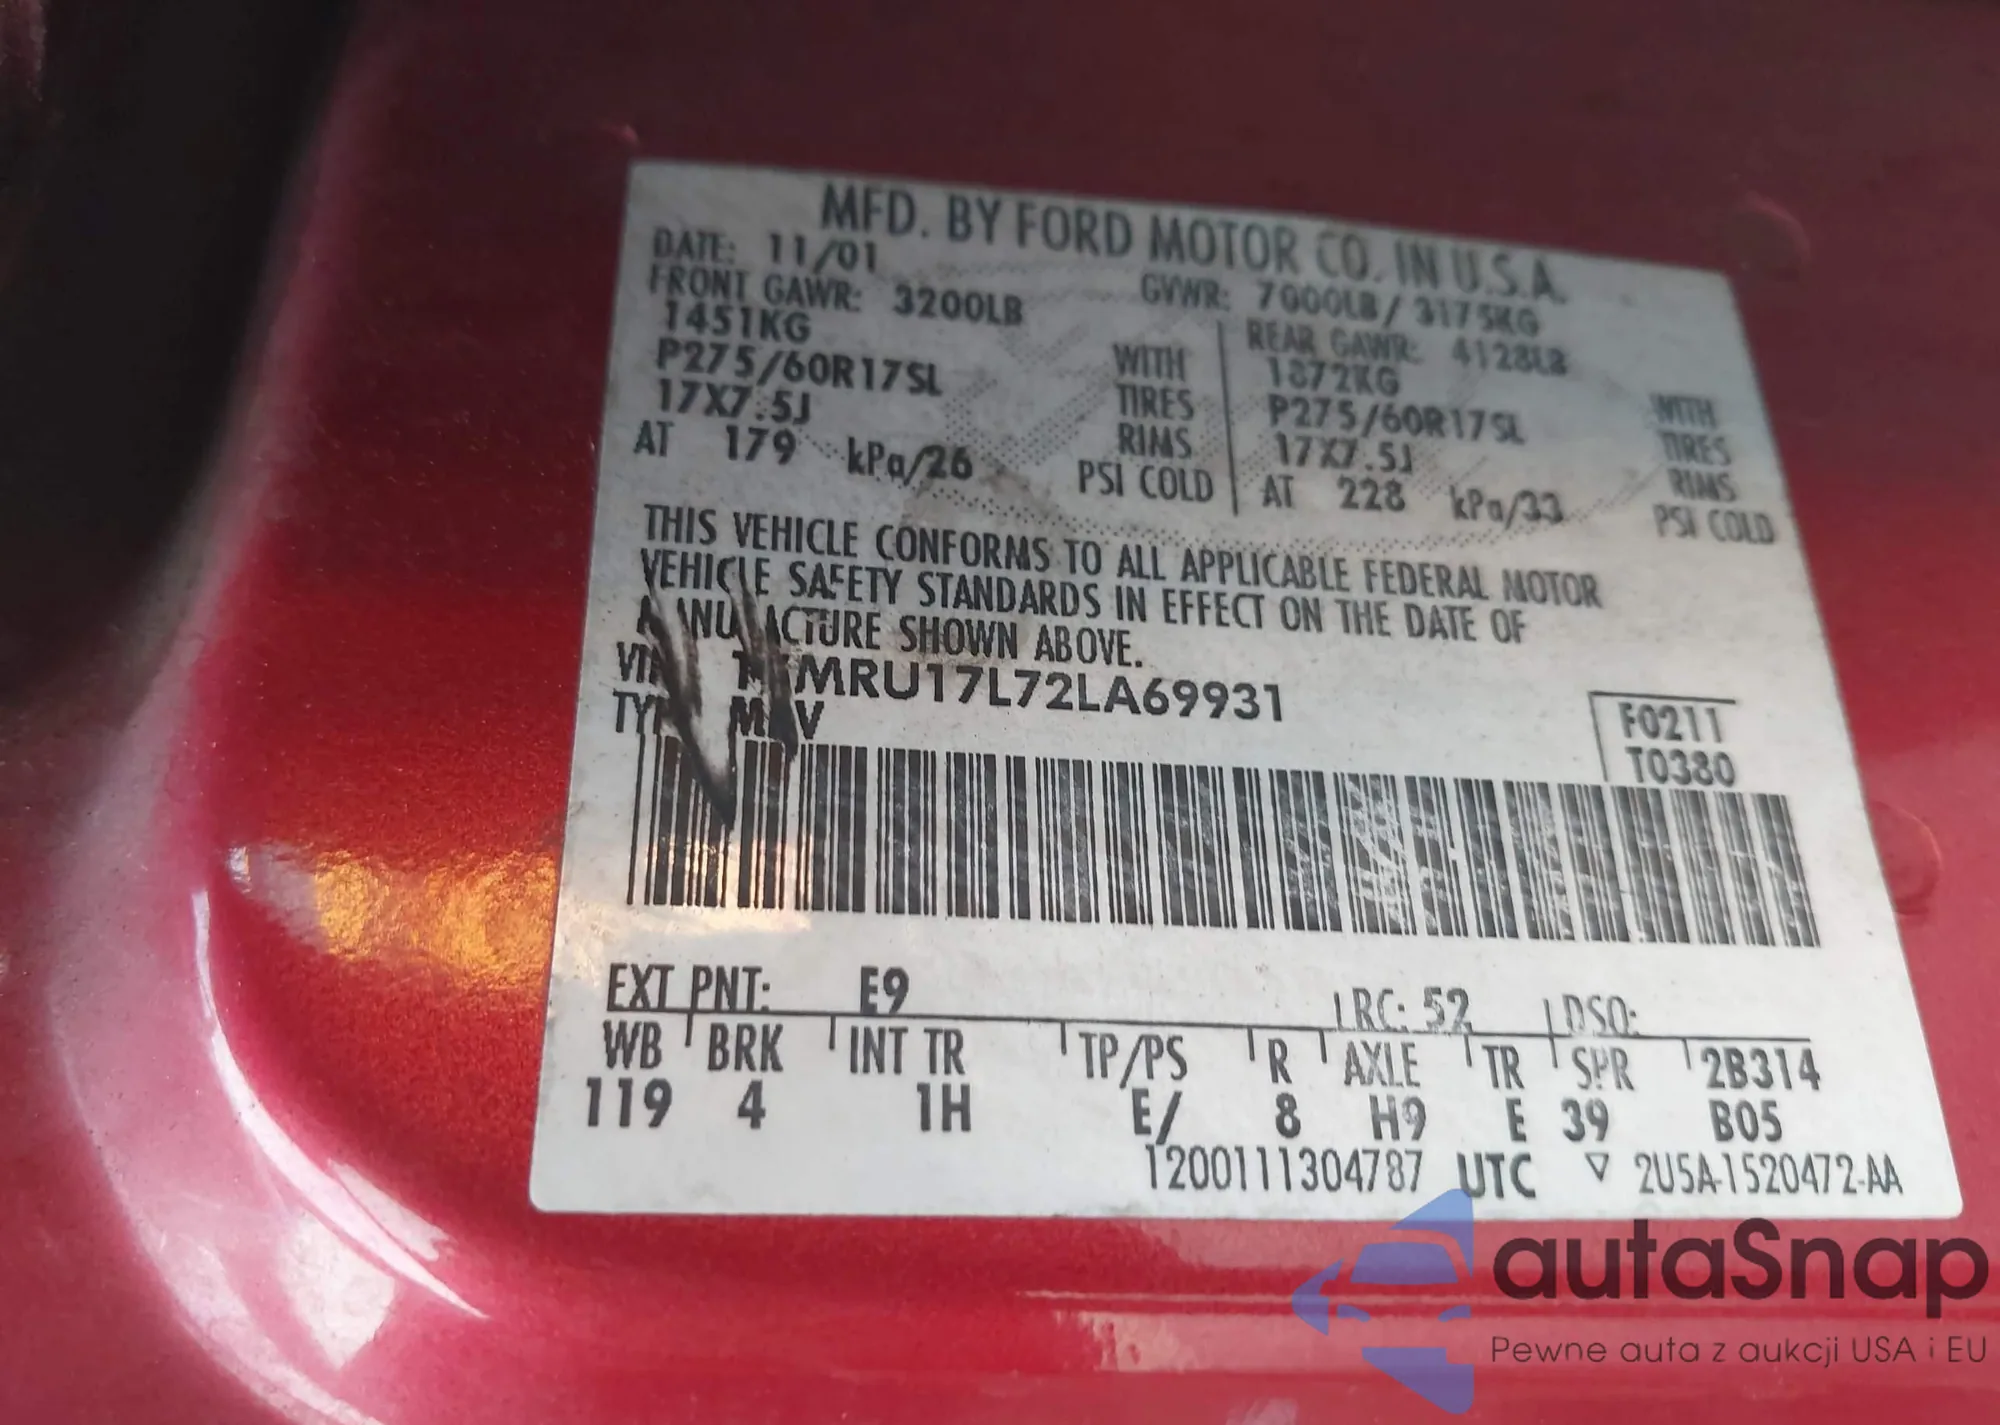 MFD. BY FORD MOTOR CO. IN U.S.A.
DATE: 11/01 GVWR: 7000LB / 3175KG
FRONT GAWR: 3200LB REAR GAWR: 4128LB
1451KG WITH 1872KG WITH
P275/60R17SL TIRES P275/60R17SL TIRES
17X7.5J RIMS 17X7.5J RIMS
AT 179 kPa/26 PSI COLD AT 228 kPa/33 PSI COLD
THIS VEHICLE CONFORMS TO ALL APPLICABLE FEDERAL MOTOR
VEHICLE SAFETY STANDARDS IN EFFECT ON THE DATE OF
MANUFACTURE SHOWN ABOVE.
MRU17L72LA69931
F0211
T0380
EXT PNT: E9 RC: 52 DSO:
WB BRK INT TR TP/PS R AXLE TR SPR 2B314
119 4 1H E/ 8 H9 E 39 B05
1200111304787 UTC ▽ 2U5A-1520472-AA
autaSnap
Pewne auta z aukcji USA i EU